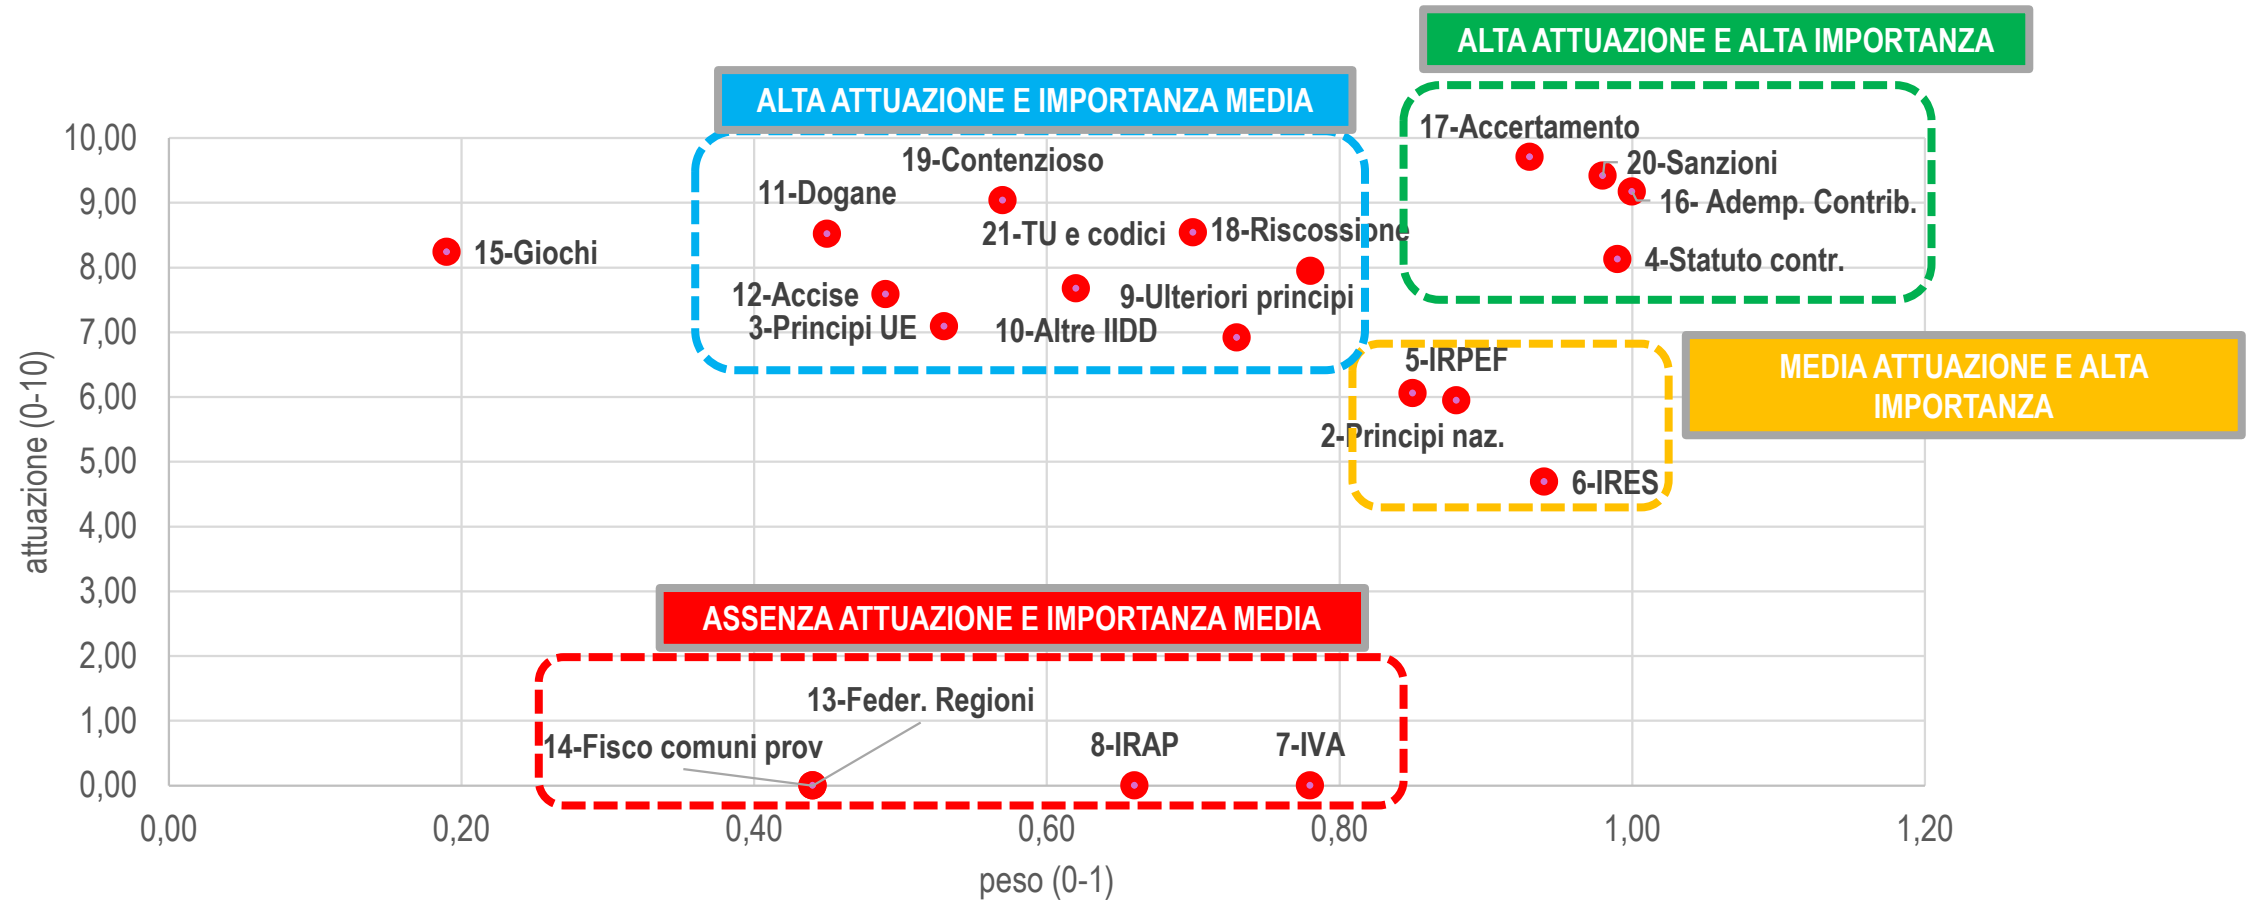 ALTA ATTUAZIONE E ALTA IMPORTANZA
ALTA ATTUAZIONE E IMPORTANZA MEDIA
10,00
17-Accertamento
19-Contenzioso
20-Sanzioni
11-Dogane
9,00
16- Ademp. Contrib.
21-TU e codici
18-Riscossione
15-Giochi
8,00
4-Statuto contr.
12-Accise
9-Ulteriori principi
3-Principi UE
10-Altre IIDD
7,00
5-IRPEF
MEDIA ATTUAZIONE E ALTA
IMPORTANZA
6,00
2-Principi naz.
5,00
6-IRES
4,00
attuazione (0-10)
3,00
ASSENZA ATTUAZIONE E IMPORTANZA MEDIA
2,00
13-Feder. Regioni
1,00
14-Fisco comuni prov
8-IRAP
7-IVA
0,00
0,00
0,20
0,40
0,60
0,80
1,00
1,20
peso (0-1)